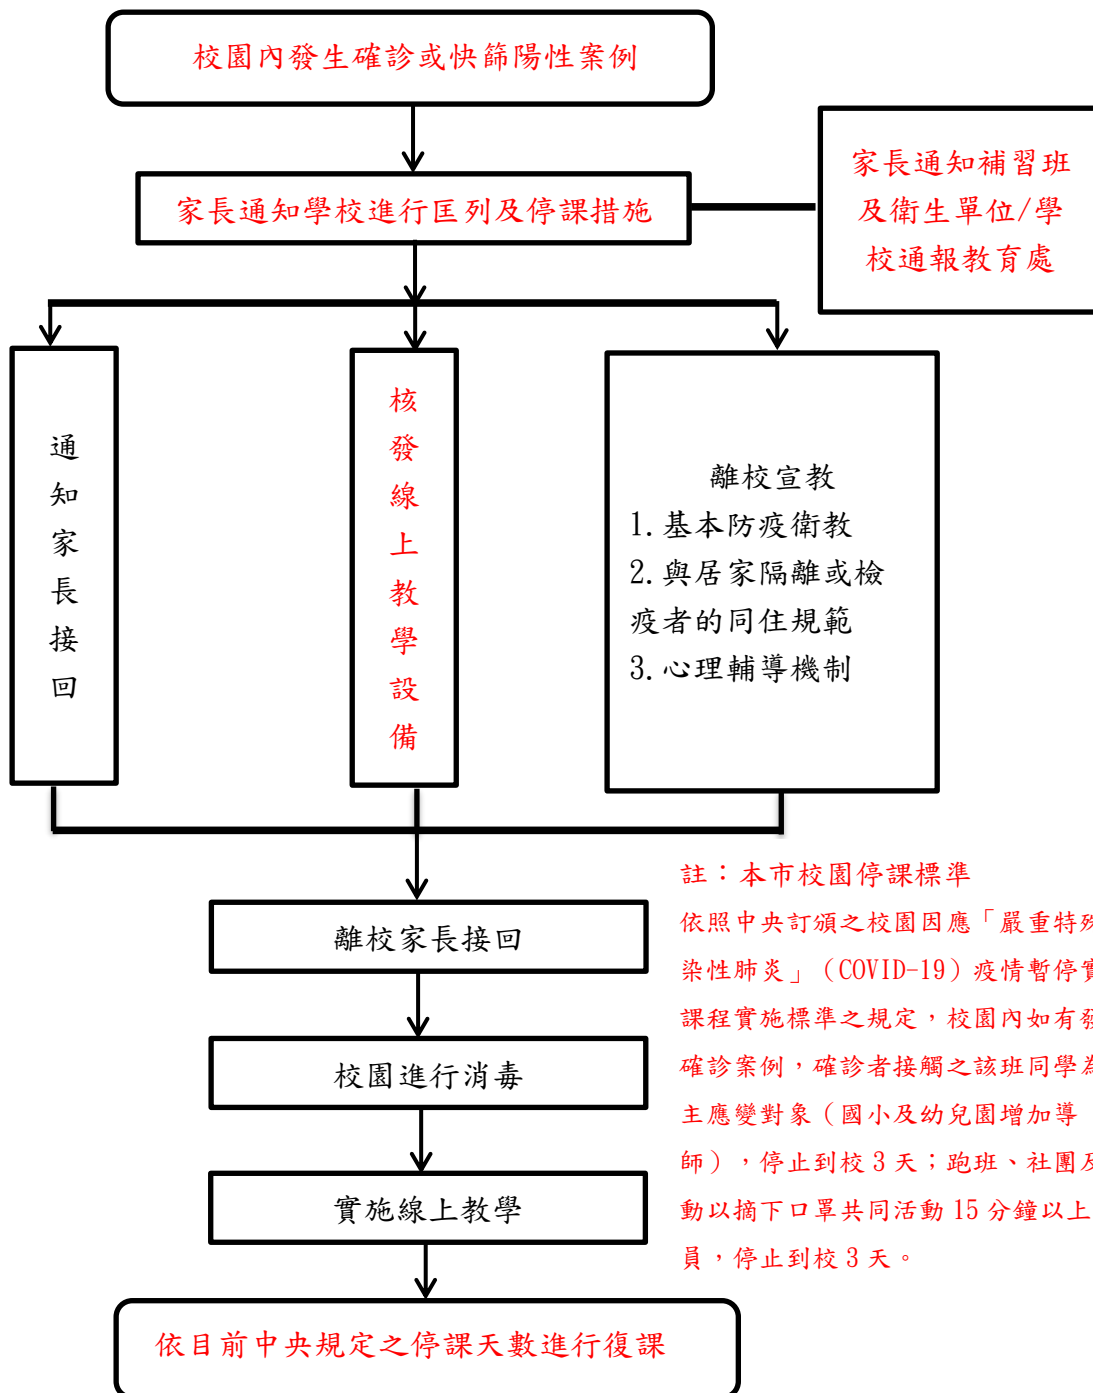 校園內發生確診或快篩陽性案例
家長通知學校進行匡列及停課措施
家長通知補習班
及衛生單位/學
校通報教育處
通知家長接回
核發線上教學設備
離校宣教
1.基本防疫衛教
2.與居家隔離或檢
疫者的同住規範
3.心理輔導機制
離校家長接回
校園進行消毒
實施線上教學
依目前中央規定之停課天數進行復課
註：本市校園停課標準
依照中央訂頒之校園因應「嚴重特殊
染性肺炎」（COVID-19）疫情暫停實
課程實施標準之規定，校園內如有發
確診案例，確診者接觸之該班同學為
主應變對象（國小及幼兒園增加導
師），停止到校3天；跑班、社團及
動以摘下口罩共同活動15分鐘以上
員，停止到校3天。